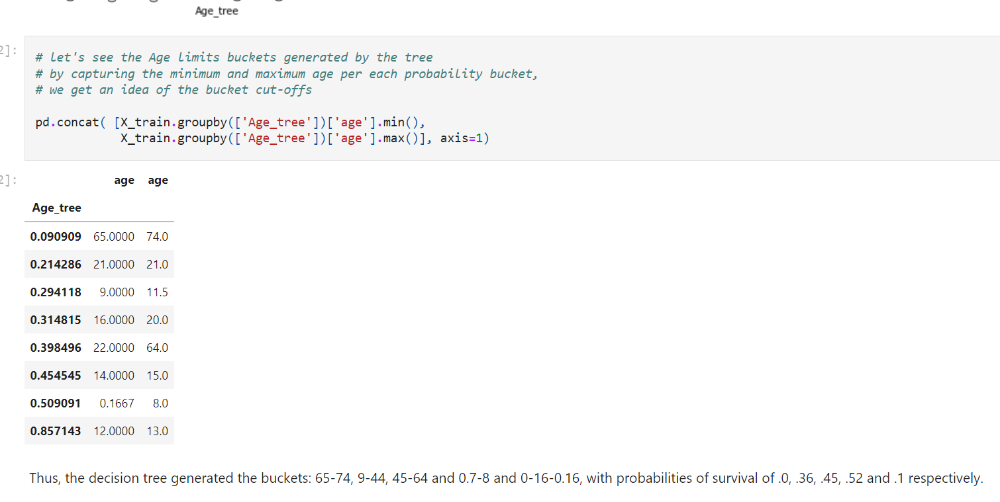 Age_tree
2]:
# let's see the Age limits buckets generated by the tree
# by capturing the minimum and maximum age per each probability bucket,
# we get an idea of the bucket cut-offs
pd.concat( [X_train.groupby(['Age_tree'])['age'].min(),
X_train.groupby(['Age_tree'])['age'].max()], axis=1)
2]:
age age
Age_tree
0.090909 65.0000 74.0
0.214286 21.0000 21.0
0.294118 9.0000 11.5
0.314815 16.0000 20.0
0.398496 22.0000 64.0
0.454545 14.0000 15.0
0.509091 0.1667 8.0
0.857143 12.0000 13.0
Thus, the decision tree generated the buckets: 65-74, 9-44, 45-64 and 0.7-8 and 0-16-0.16, with probabilities of survival of .0, .36, .45, .52 and .1 respectively.